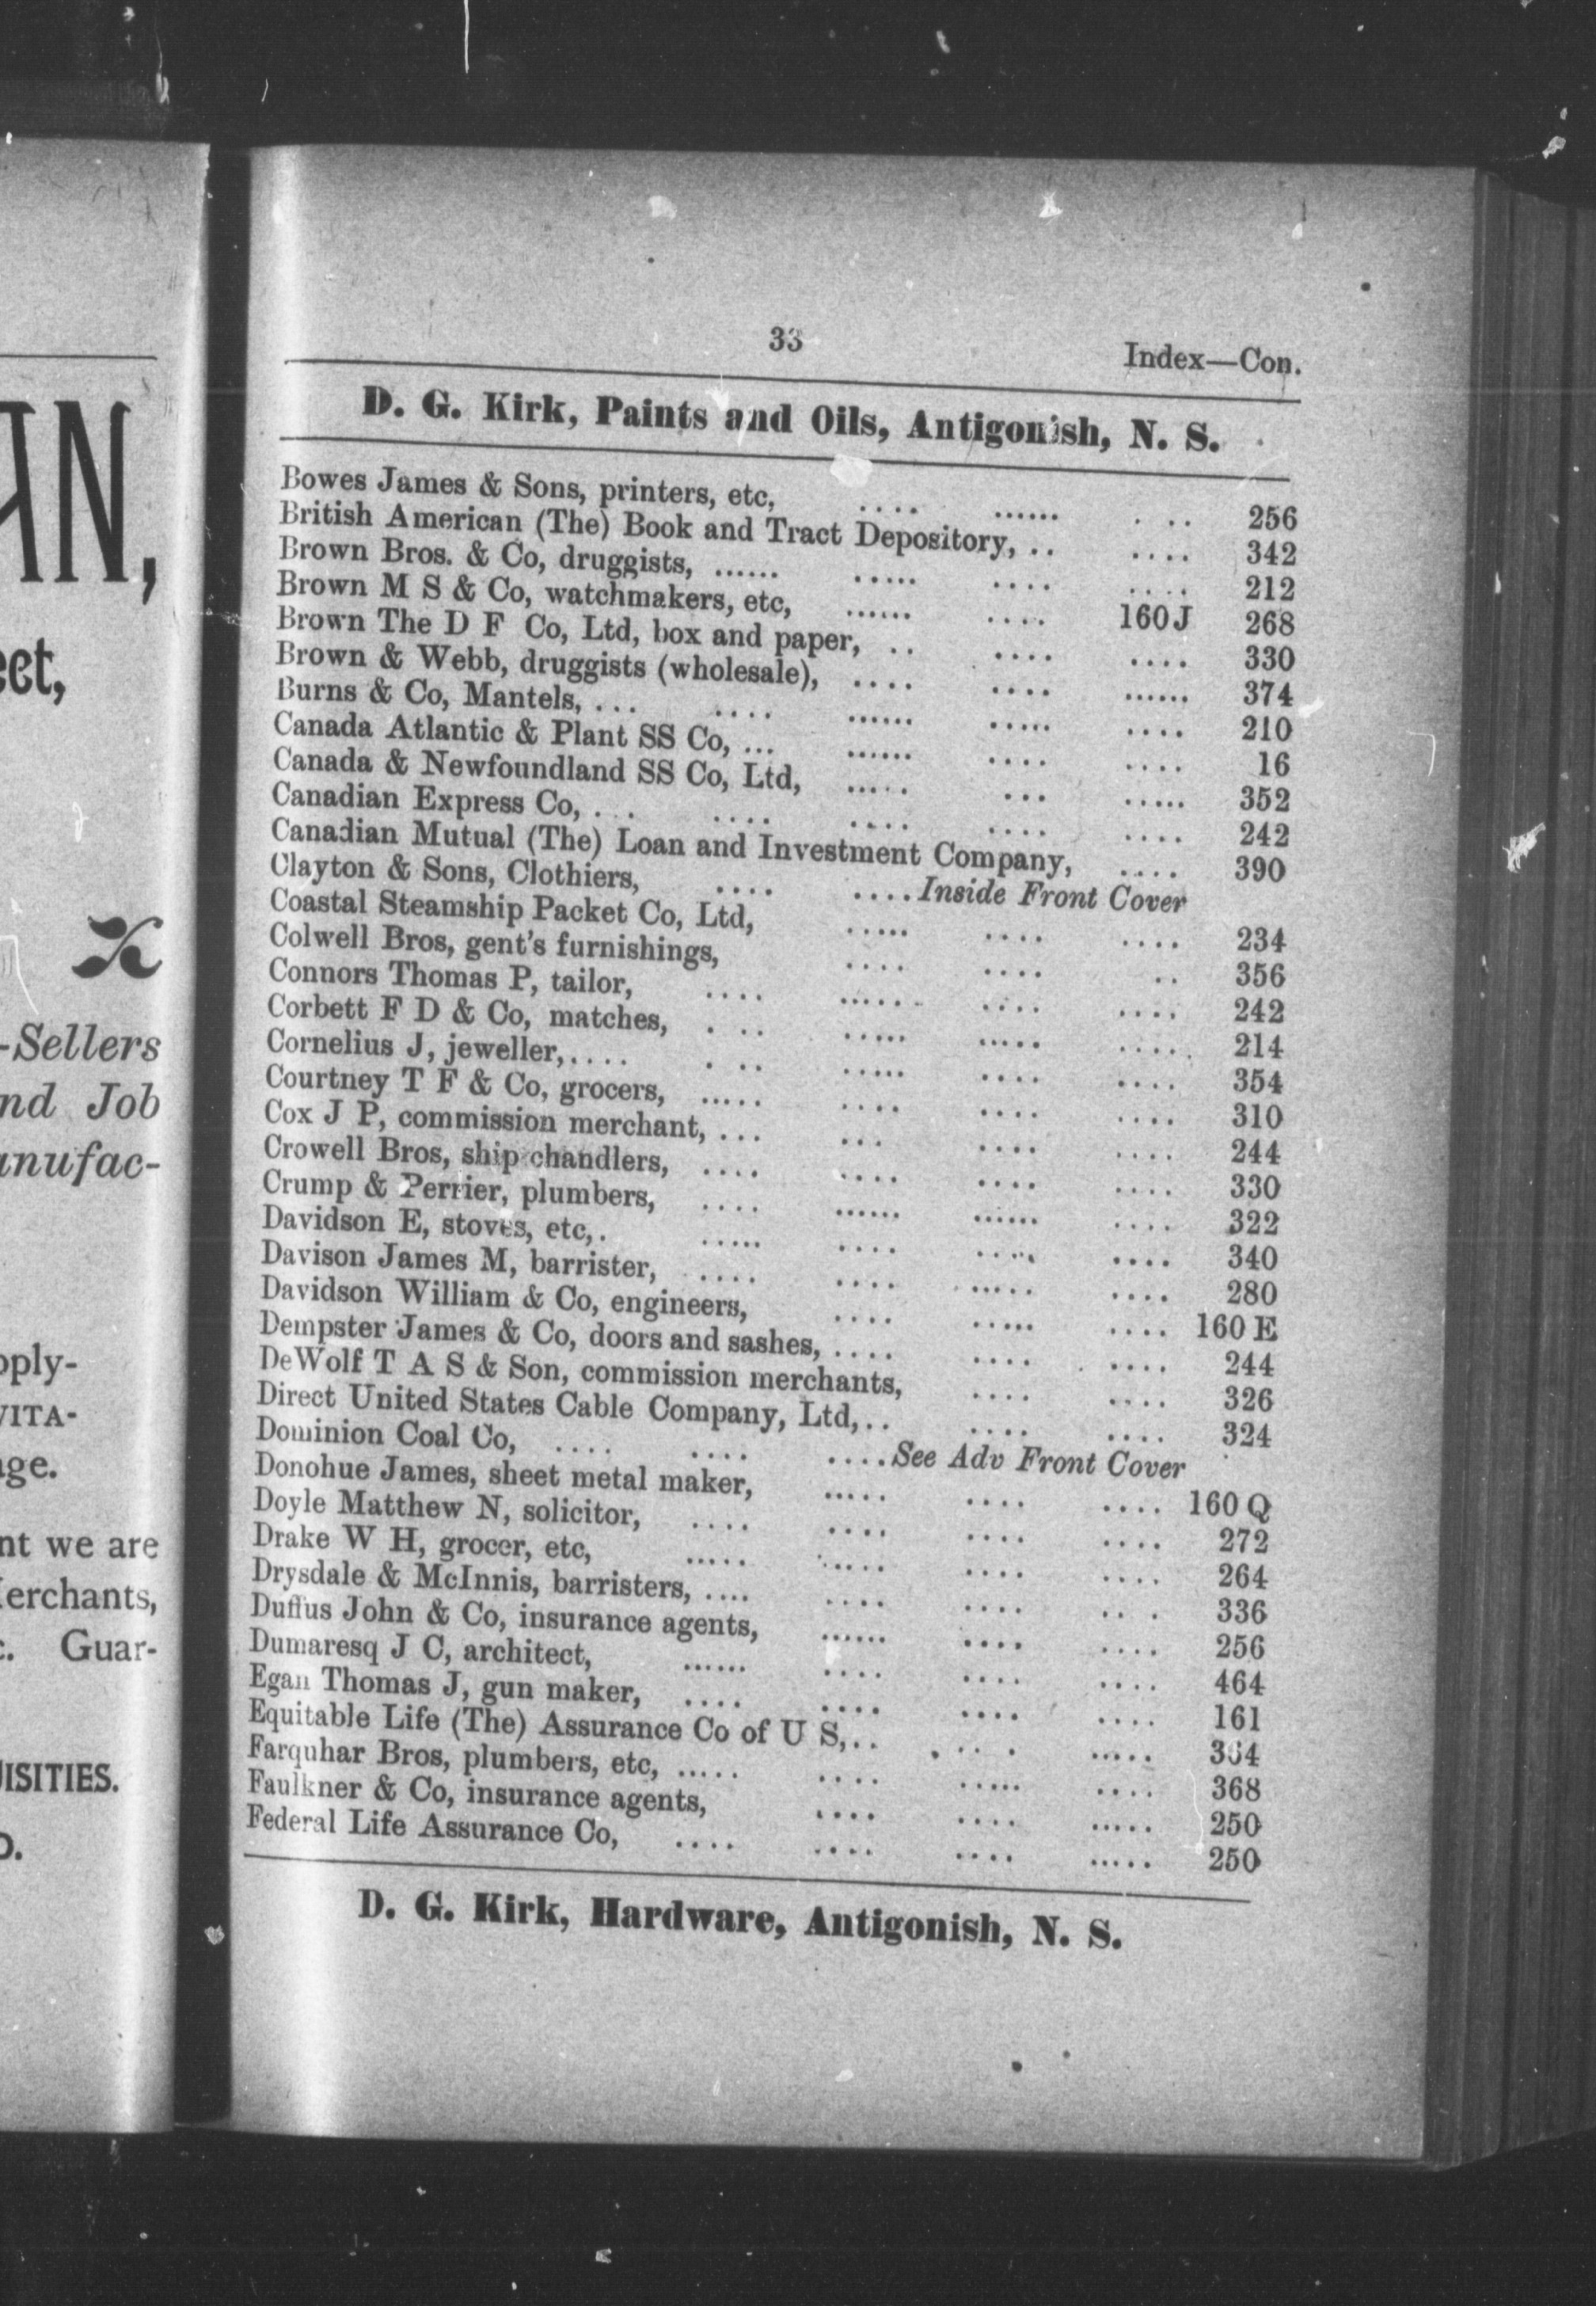 AN,
eet,
-Sellers
nd Job
anufac-
pply-
VITA-
age.
nt we are
erchants,
Guar-
ISITIES.
33
Index—Con.
D. G. Kirk, Paints and Oils, Antigonish, N. S.
Bowes James & Sons, printers, etc, .... ...... .... 256
British American (The) Book and Tract Depository, .. .... 342
Brown Bros. & Co, druggists, ...... ..... .... .... 212
Brown M S & Co, watchmakers, etc, ...... .... 160J 268
Brown The D F Co, Ltd, box and paper, .. .... .... 330
Brown & Webb, druggists (wholesale), .... .... ...... 374
Burns & Co, Mantels, ... .... ...... ..... .... 210
Canada Atlantic & Plant SS Co, ... ...... .... .... 16
Canada & Newfoundland SS Co, Ltd, ..... ... ..... 352
Canadian Express Co, ... .... .... .... .... 242
Canadian Mutual (The) Loan and Investment Company, .... 390
Clayton & Sons, Clothiers, .... ....Inside Front Cover
Coastal Steamship Packet Co, Ltd, ..... .... .... 234
Colwell Bros, gent's furnishings, .... .... .. 356
Connors Thomas P, tailor, .... ...... .... .... 242
Corbett F D & Co, matches, . .. ..... ..... ..... 214
Cornelius J, jeweller,.... . .. ..... .... .... 354
Courtney T F & Co, grocers, ..... .... .... .... 310
Cox J P, commission merchant, ... ... .... .... 244
Crowell Bros, ship chandlers, .... .... .... .... 330
Crump & Perrier, plumbers, .... ...... ...... .... 322
Davidson E, stoves, etc,. ..... .... .... .... 340
Davison James M, barrister, .... .... ..... .... 280
Davidson William & Co, engineers, .... ..... .... 160 E
Dempster James & Co, doors and sashes, .... .... .... 244
DeWolf T A S & Son, commission merchants, .... .... 326
Direct United States Cable Company, Ltd,.. .... .... 324
Dominion Coal Co, .... .... ....See Adv Front Cover
Donohue James, sheet metal maker, ..... .... .... 160 Q
Doyle Matthew N, solicitor, .... .... .... .... 272
Drake W H, grocer, etc, ..... ..... .... .... 264
Drysdale & McInnis, barristers, .... .... .... .. . 336
Duffus John & Co, insurance agents, ...... .... .... 256
Dumaresq J C, architect, ...... .... .... .... 464
Egan Thomas J, gun maker, .... .... .... .... 161
Equitable Life (The) Assurance Co of U S,.. . .. . .....
Farquhar Bros, plumbers, etc, ..... .... ..... .... 368
Faulkner & Co, insurance agents, .... .... ..... 250
Federal Life Assurance Co, .... .... .... ..... 250
D. G. Kirk, Hardware, Antigonish, N. S.